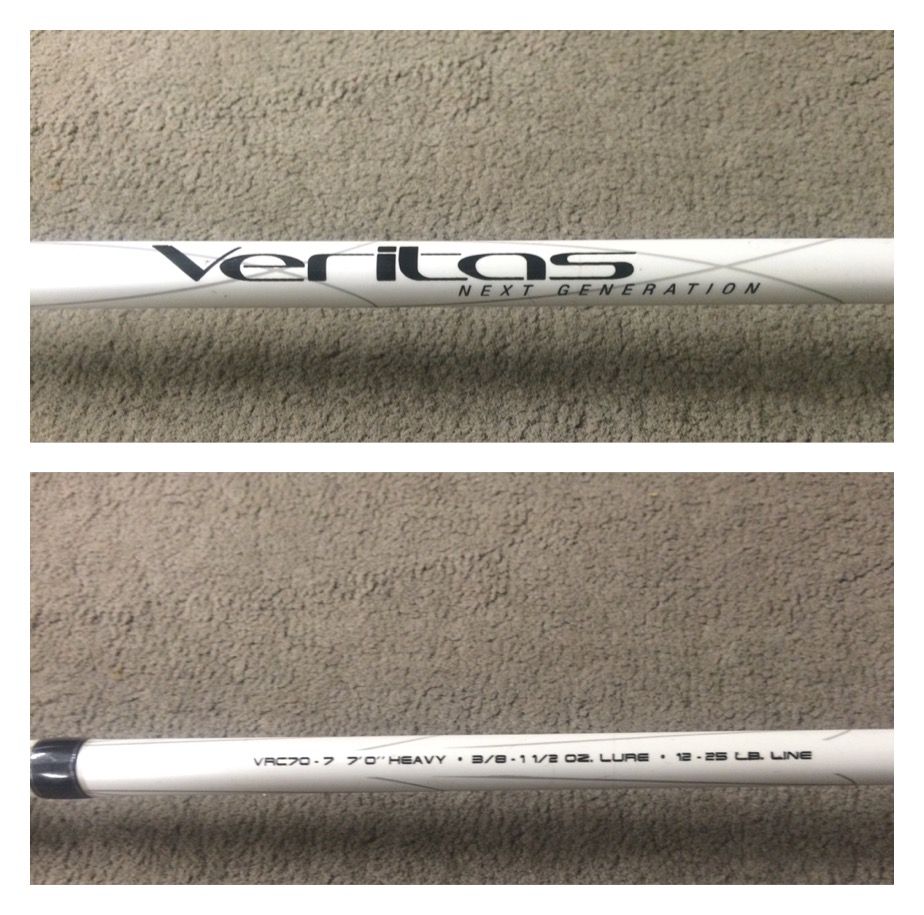 Veritas
NEXT GENERATION
VRC70-7 7'0" HEAVY • 3/8-1 1/2 OZ. LURE • 12-25 LB. LINE